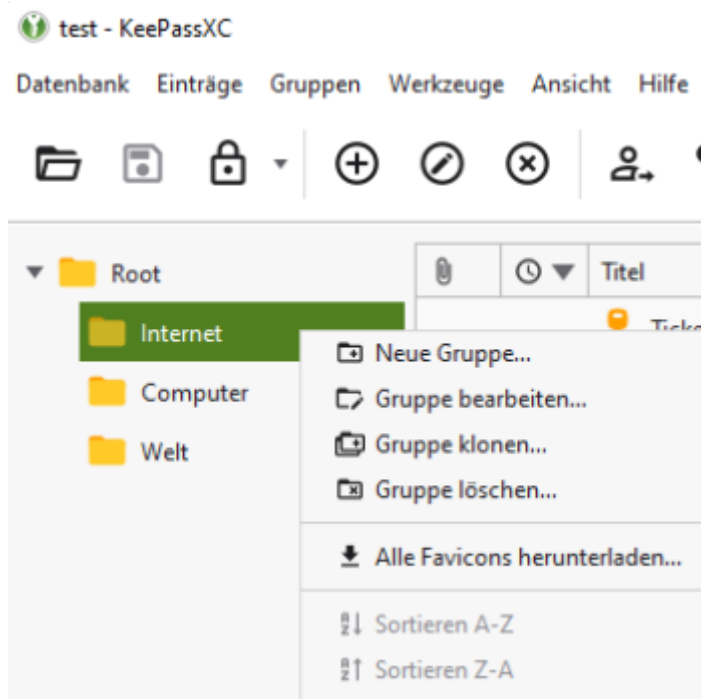 test - KeePassXC
Datenbank Einträge Gruppen Werkzeuge Ansicht Hilfe
Root
Titel
Internet
Computer
Welt
Neue Gruppe...
Gruppe bearbeiten...
Gruppe klonen...
Gruppe löschen...
Alle Favicons herunterladen...
Sortieren A-Z
Sortieren Z-A